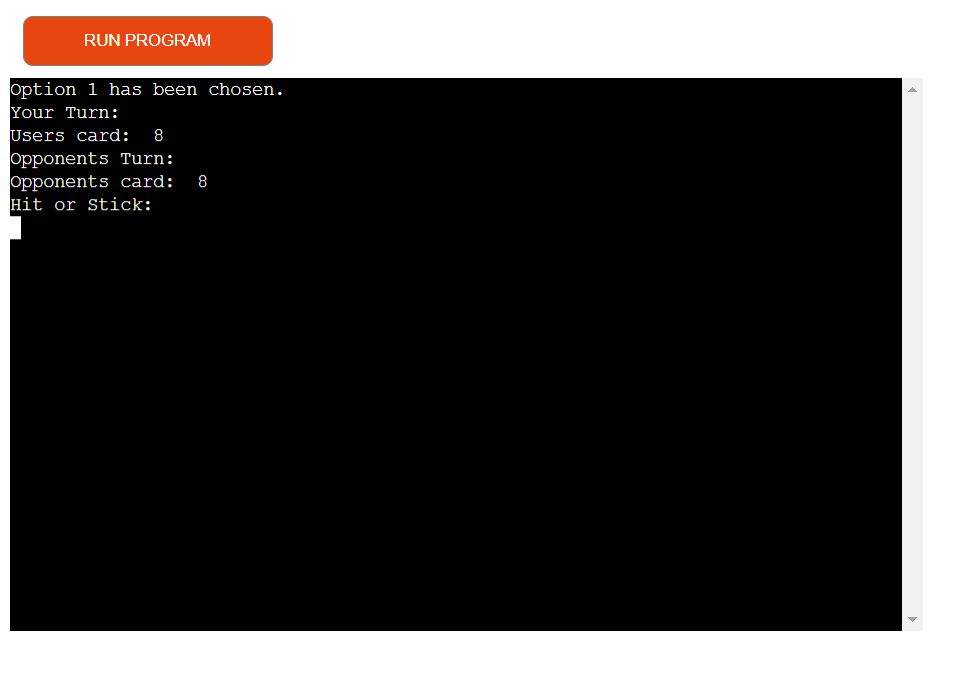 RUN PROGRAM
Option 1 has been chosen.
Your Turn:
Users card:  8
Opponents Turn:
Opponents card:  8
Hit or Stick: